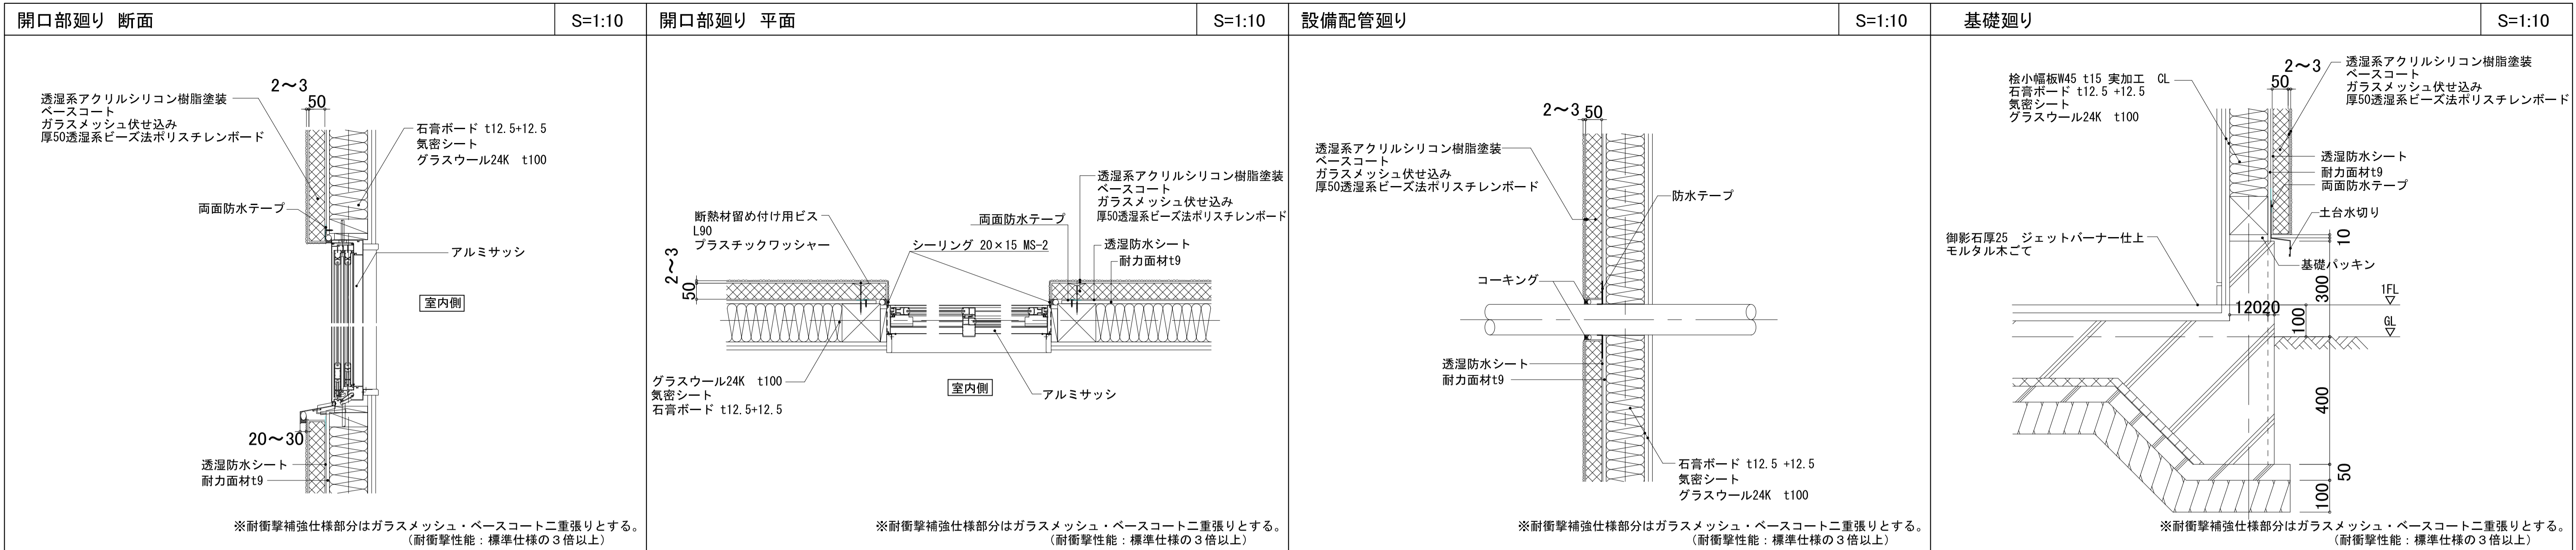 開口部廻り 断面
S=1:10
2～3
50
透湿系アクリルシリコン樹脂塗装
ベースコート
ガラスメッシュ伏せ込み
厚50透湿系ビーズ法ポリスチレンボード
石膏ボード t12.5+12.5
気密シート
グラスウール24K t100
両面防水テープ
アルミサッシ
室内側
20～30
透湿防水シート
耐力面材t9
※耐衝撃補強仕様部分はガラスメッシュ・ベースコート二重張りとする。
（耐衝撃性能：標準仕様の３倍以上）
開口部廻り 平面
S=1:10
透湿系アクリルシリコン樹脂塗装
ベースコート
ガラスメッシュ伏せ込み
厚50透湿系ビーズ法ポリスチレンボード
断熱材留め付け用ビス
L90
プラスチックワッシャー
両面防水テープ
シーリング 20×15 MS-2
透湿防水シート
耐力面材t9
2～3
50
グラスウール24K t100
気密シート
石膏ボード t12.5+12.5
室内側
アルミサッシ
※耐衝撃補強仕様部分はガラスメッシュ・ベースコート二重張りとする。
（耐衝撃性能：標準仕様の３倍以上）
設備配管廻り
S=1:10
2～3
50
透湿系アクリルシリコン樹脂塗装
ベースコート
ガラスメッシュ伏せ込み
厚50透湿系ビーズ法ポリスチレンボード
防水テープ
コーキング
透湿防水シート
耐力面材t9
石膏ボード t12.5 +12.5
気密シート
グラスウール24K t100
※耐衝撃補強仕様部分はガラスメッシュ・ベースコート二重張りとする。
（耐衝撃性能：標準仕様の３倍以上）
基礎廻り
S=1:10
2～3
50
桧小幅板W45 t15 実加工 CL
石膏ボード t12.5 +12.5
気密シート
グラスウール24K t100
透湿系アクリルシリコン樹脂塗装
ベースコート
ガラスメッシュ伏せ込み
厚50透湿系ビーズ法ポリスチレンボード
透湿防水シート
耐力面材t9
両面防水テープ
土台水切り
御影石厚25 ジェットバーナー仕上
モルタル木ごて
10
基礎パッキン
300
1FL
120
20
100
GL
400
50
100
※耐衝撃補強仕様部分はガラスメッシュ・ベースコート二重張りとする。
（耐衝撃性能：標準仕様の３倍以上）